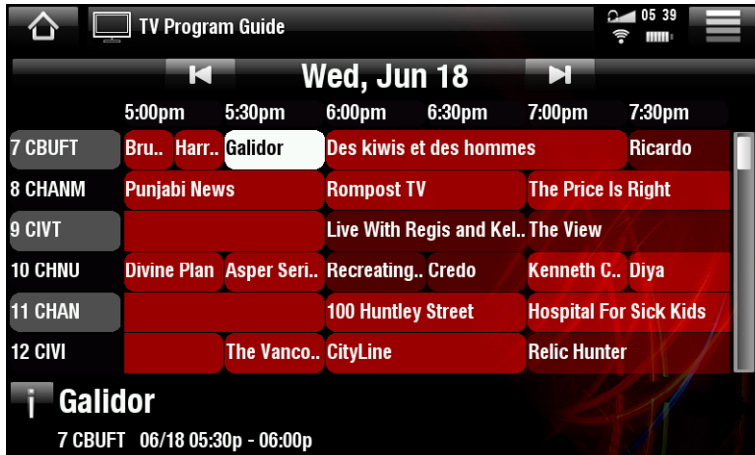 TV Program Guide 05 39
Wed, Jun 18
5:00pm 5:30pm 6:00pm 6:30pm 7:00pm 7:30pm
7 CBUFT Bru.. Harr.. Galidor Des kiwis et des hommes Ricardo
8 CHANM Punjabi News Rompost TV The Price Is Right
9 CIVT Live With Regis and Kel.. The View
10 CHNU Divine Plan Asper Seri.. Recreating.. Credo Kenneth C.. Diya
11 CHAN 100 Huntley Street Hospital For Sick Kids
12 CIVI The Vanco.. CityLine Relic Hunter
i Galidor
7 CBUFT 06/18 05:30p - 06:00p